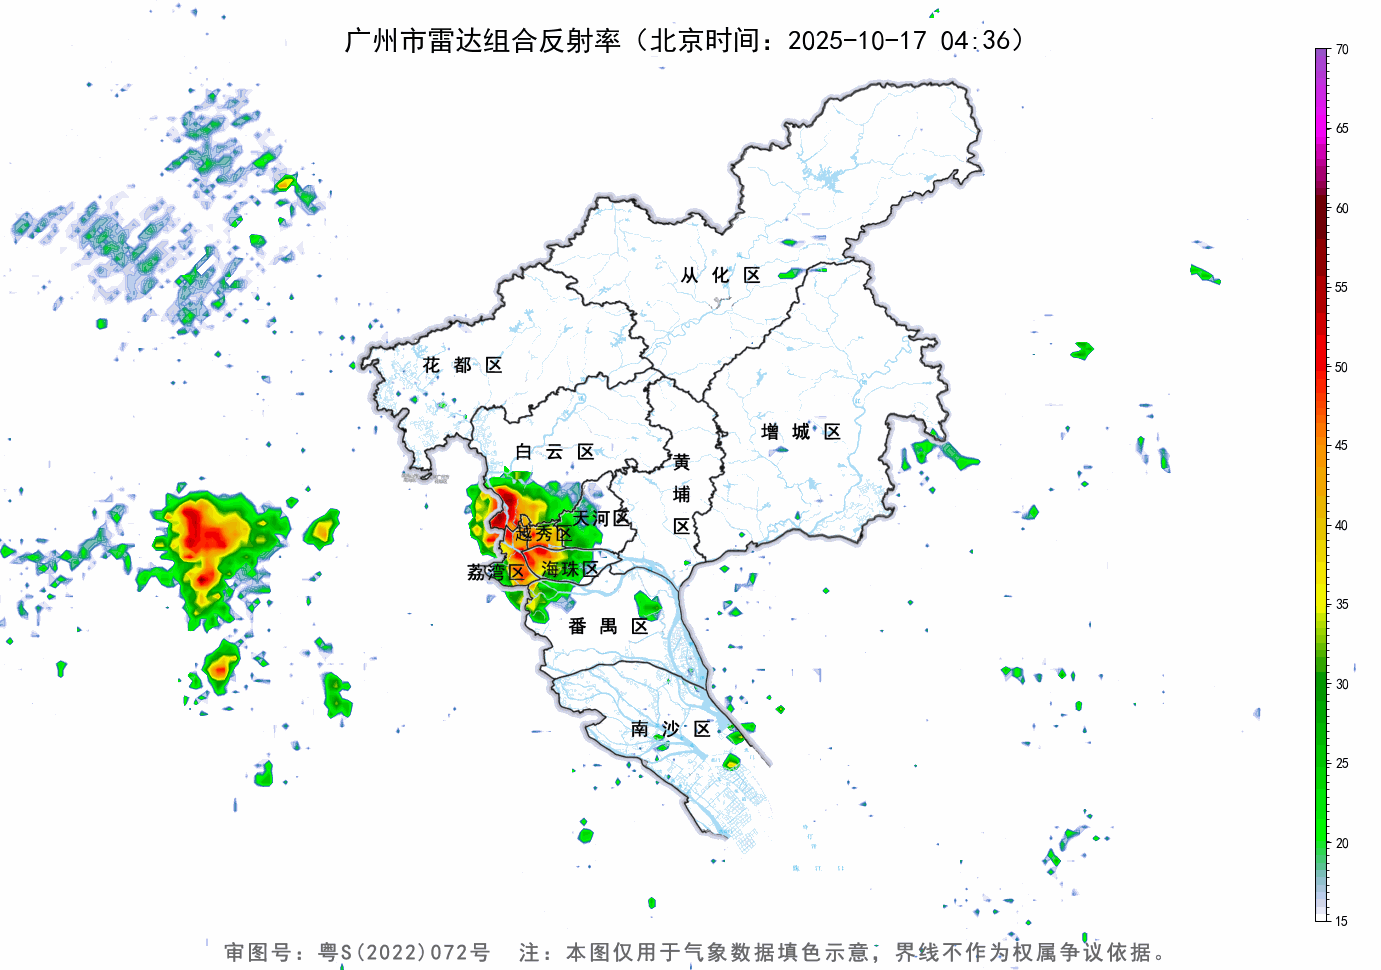 广州市雷达组合反射率（北京时间：2025-10-17 04:36）
70
65
60
55
50
45
40
35
30
25
20
15
从化区
花都区
增城区
白云区
黄埔区
天河区
越秀区
荔湾区
海珠区
番禺区
南沙区
审图号：粤S(2022)072号 注：本图仅用于气象数据填色示意，界线不作为权属争议依据。